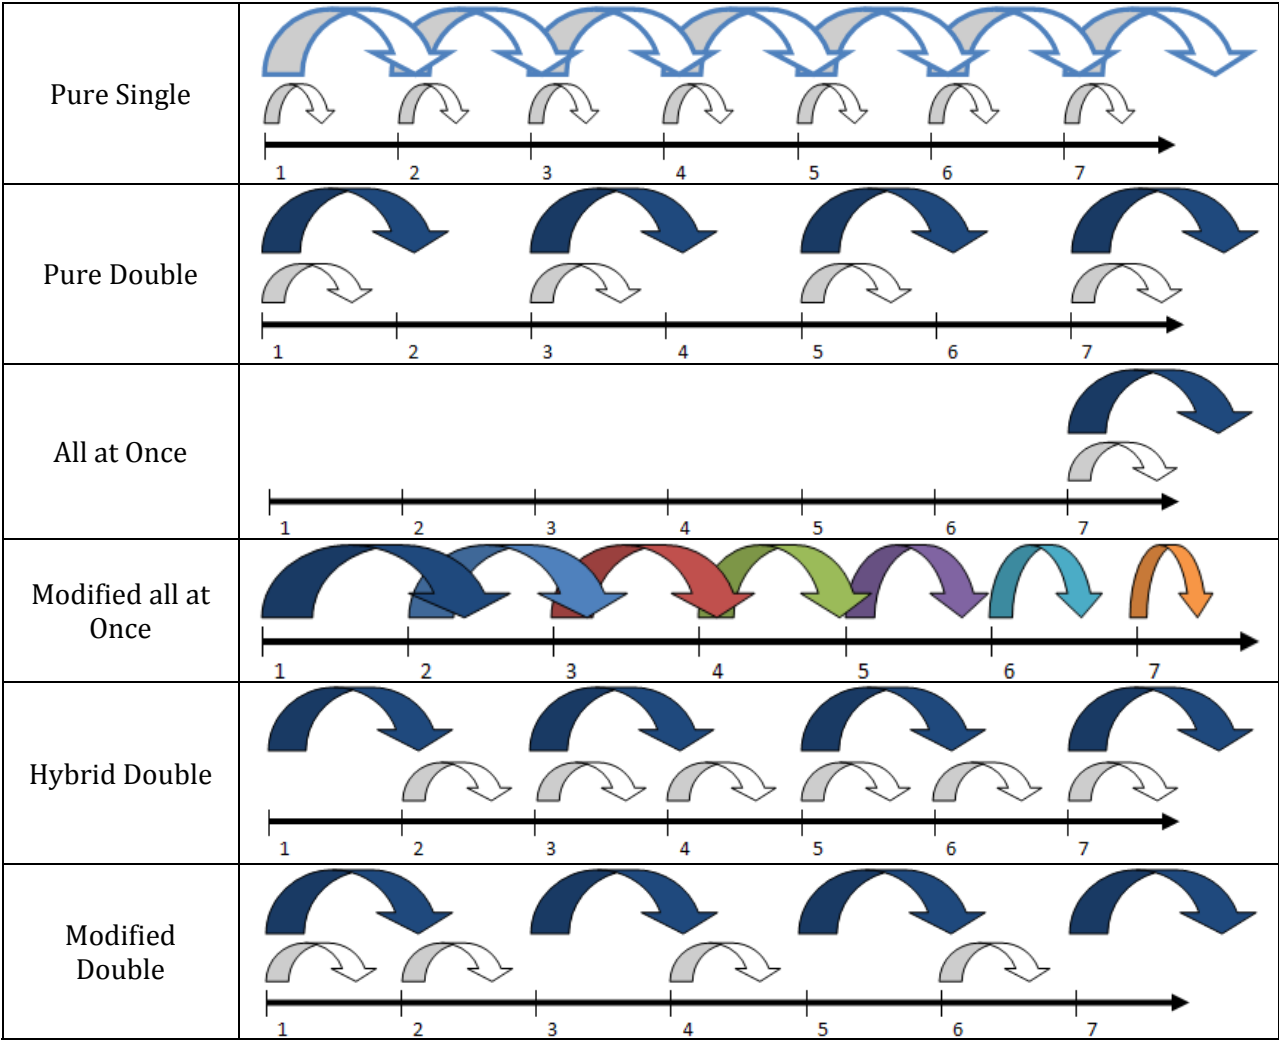 Pure Single
1 2 3 4 5 6 7
Pure Double
1 2 3 4 5 6 7
All at Once
1 2 3 4 5 6 7
Modified all at
Once
1 2 3 4 5 6 7
Hybrid Double
1 2 3 4 5 6 7
Modified
Double
1 2 3 4 5 6 7